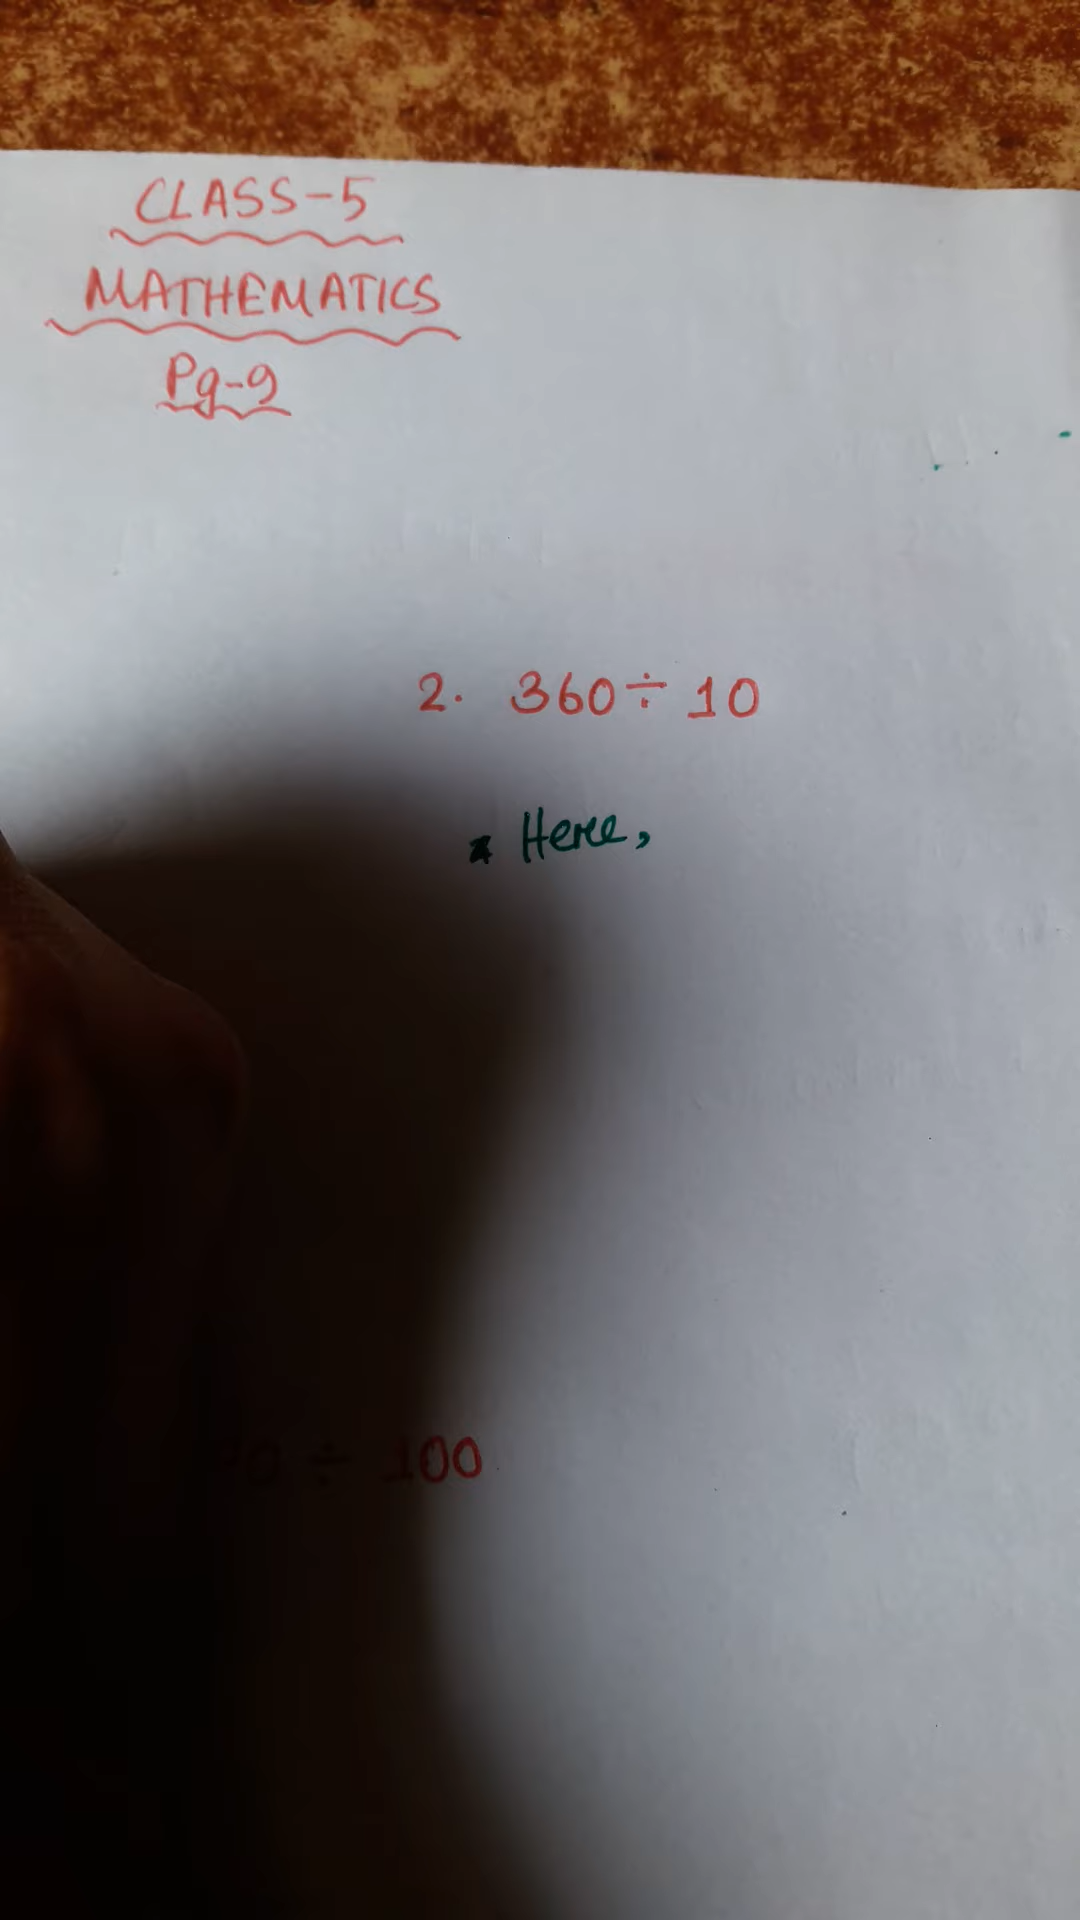 CLASS-5
MATHEMATICS
Pg-9
2. 360 ÷ 10
Here,
÷ 100